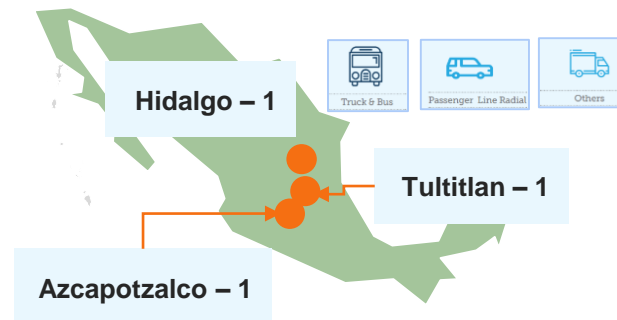 Hidalgo – 1
Truck & Bus
Passenger Line Radial
Others
Tultitlan – 1
Azcapotzalco – 1